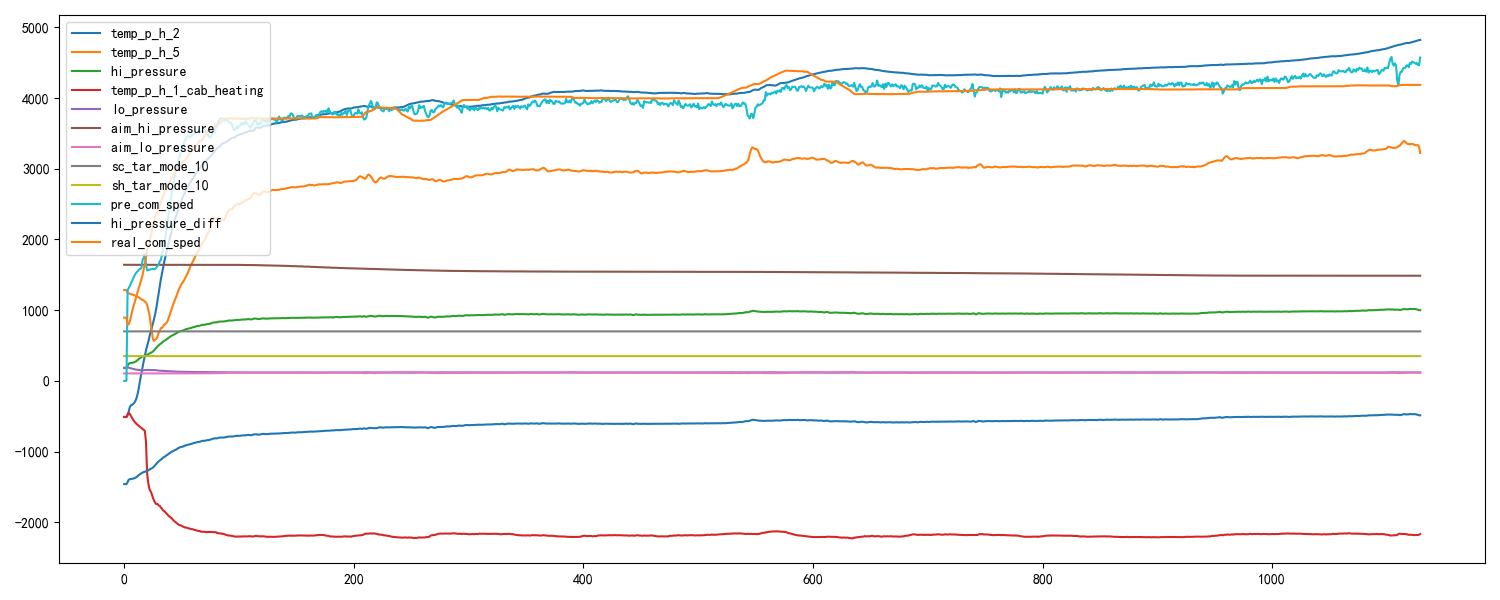 5000
4000
3000
2000
1000
0
−1000
−2000
temp_p_h_2
temp_p_h_5
hi_pressure
temp_p_h_1_cab_heating
lo_pressure
aim_hi_pressure
aim_lo_pressure
sc_tar_mode_10
sh_tar_mode_10
pre_com_sped
hi_pressure_diff
real_com_sped
0
200
400
600
800
1000